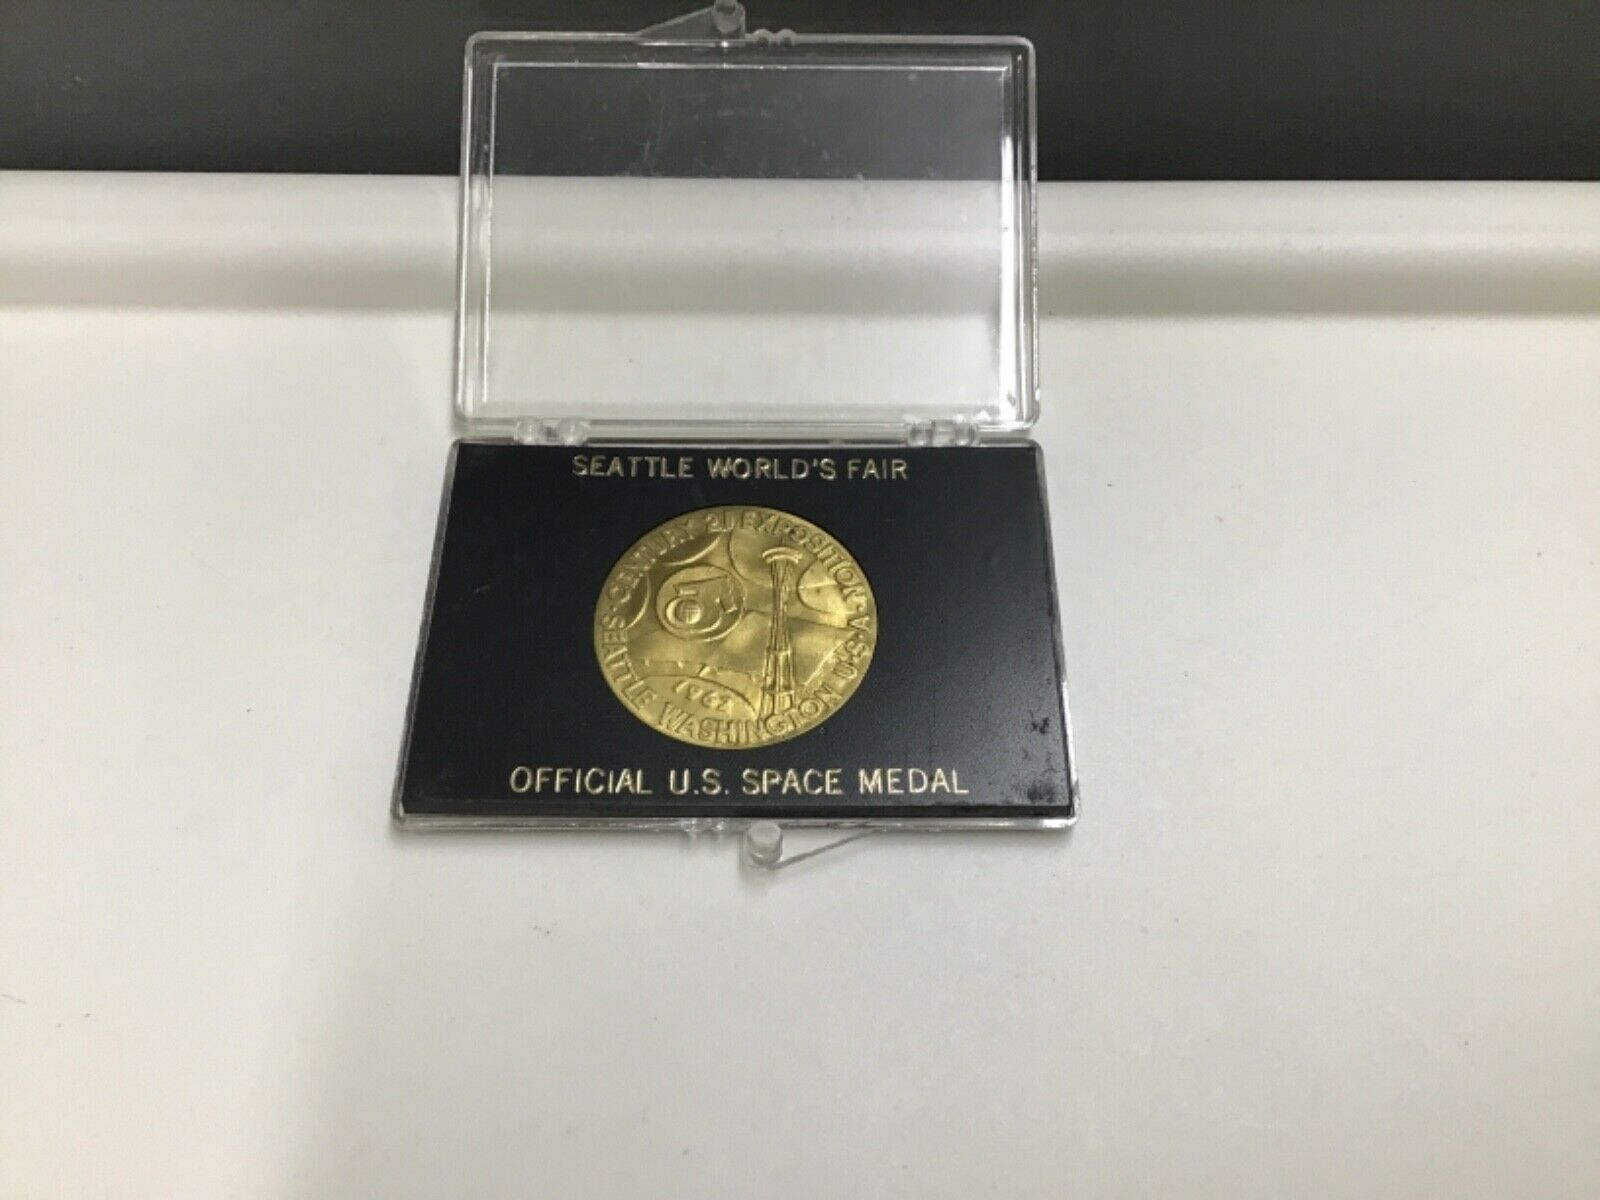 SEATTLE WORLD'S FAIR
CENTURY 21 EXPOSITION · U.S.A.
SEATTLE WASHINGTON
1962
OFFICIAL U.S. SPACE MEDAL